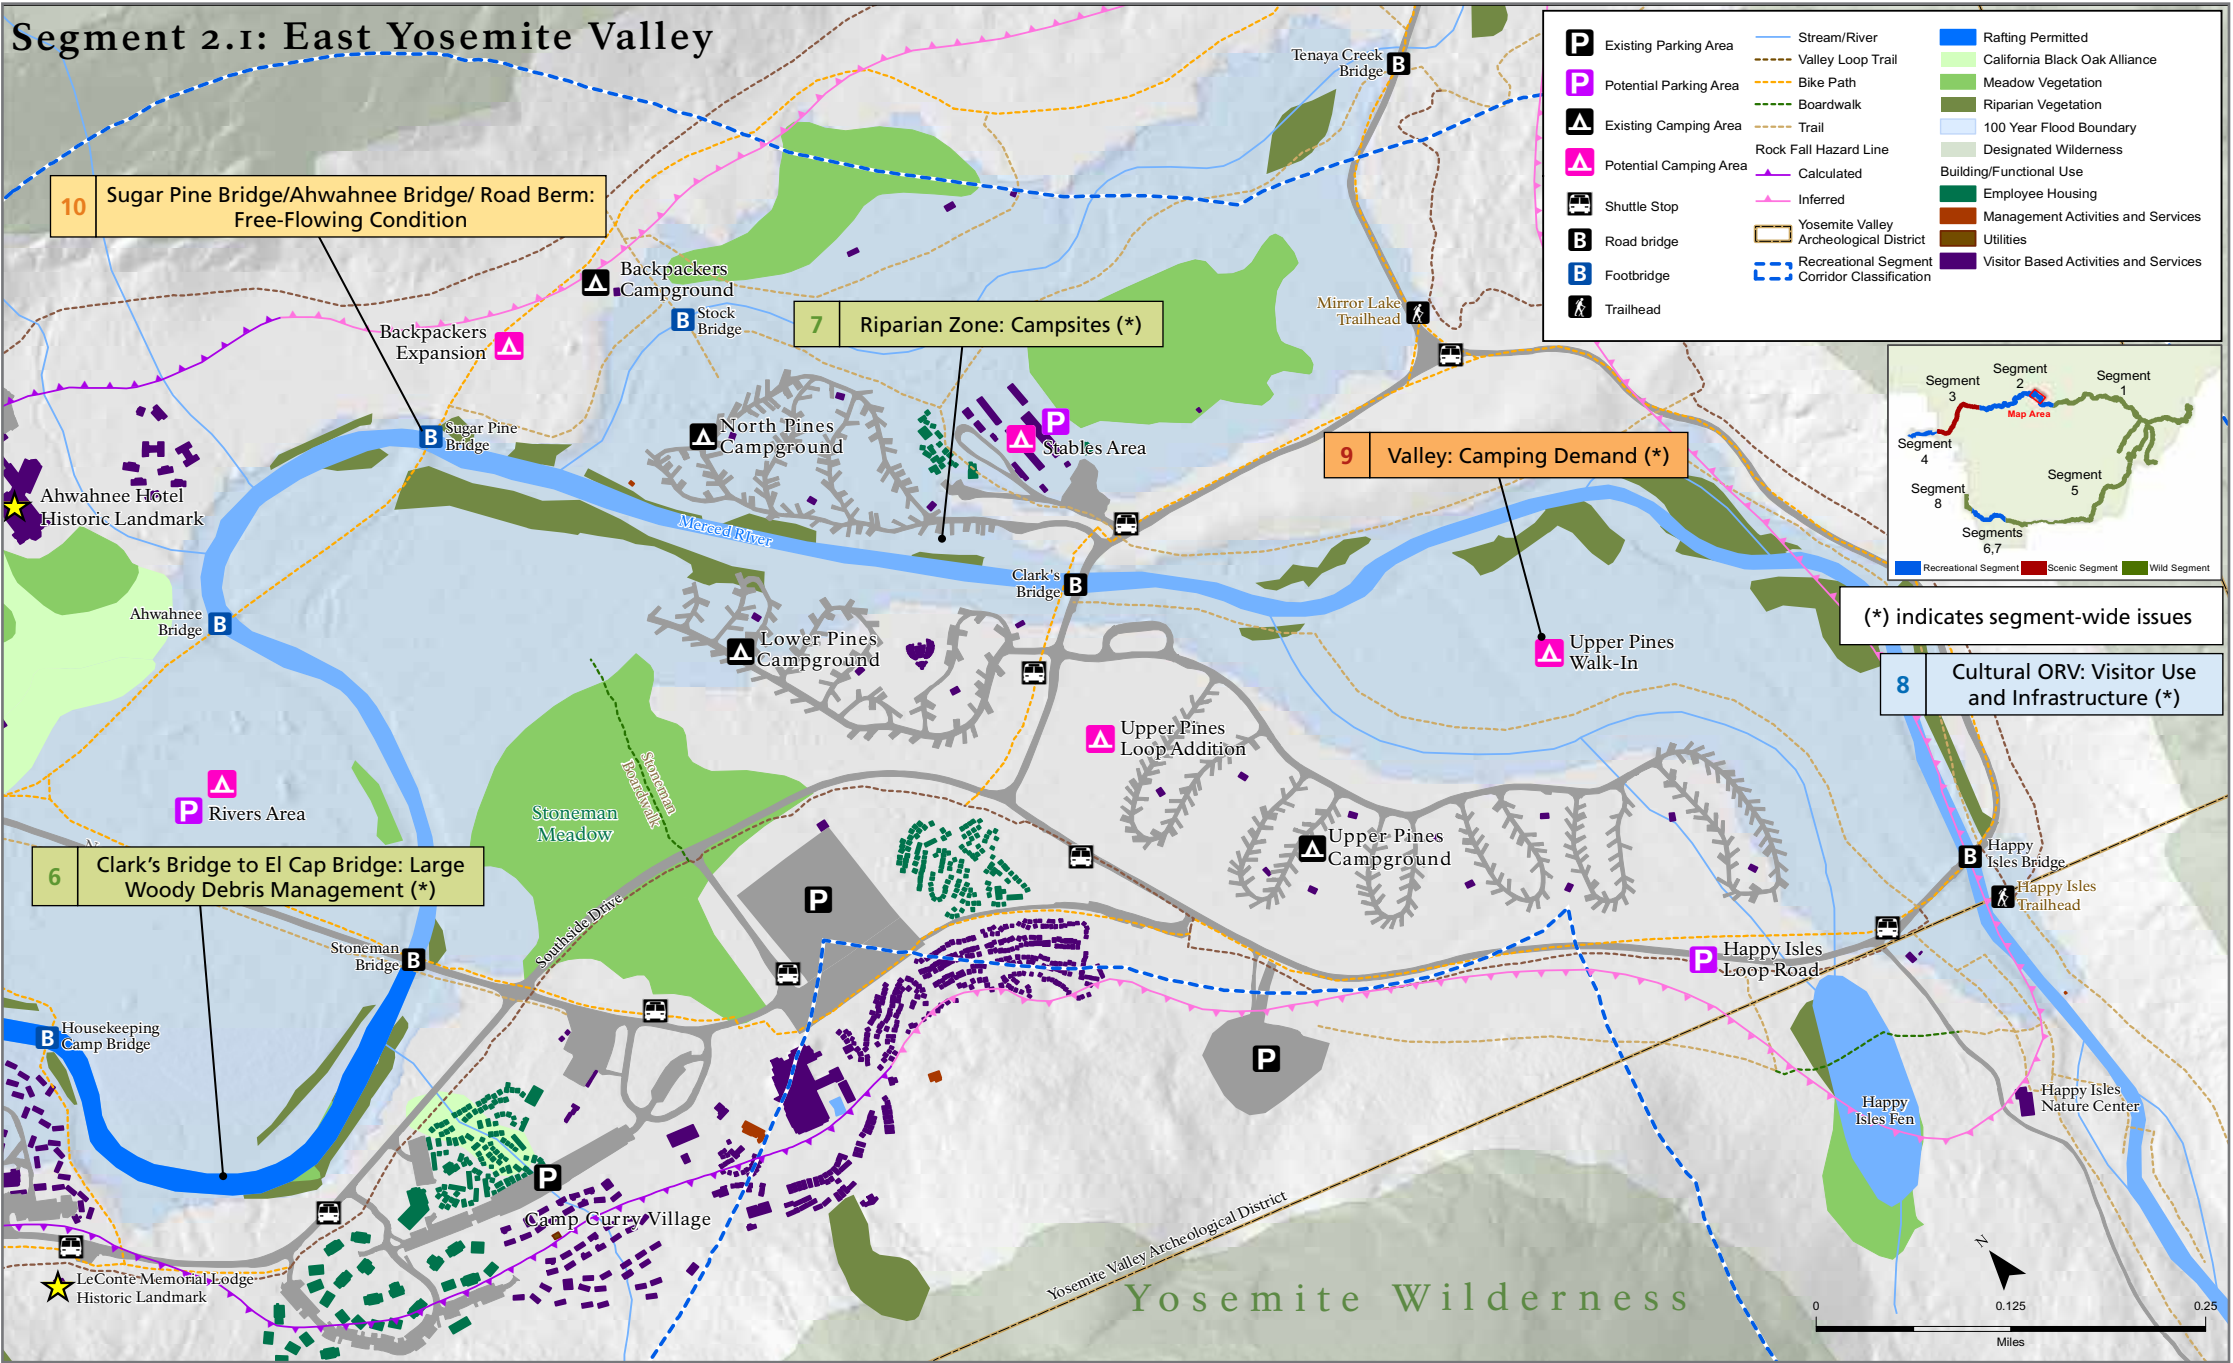 Segment 2.1: East Yosemite Valley
Tenaya Creek
Bridge
10
Sugar Pine Bridge/Ahwahnee Bridge/ Road Berm:
Free-Flowing Condition
Backpackers
Campground
Stock
Bridge
Backpackers
Expansion
7
Riparian Zone: Campsites (*)
Mirror Lake
Trailhead
Sugar Pine
Bridge
North Pines
Campground
Stables Area
9
Valley: Camping Demand (*)
Ahwahnee Hotel
Historic Landmark
Merced River
Clark's
Bridge
Ahwahnee
Bridge
Lower Pines
Campground
Upper Pines
Walk-In
Upper Pines
Loop Addition
Stoneman
Boardwalk
Stoneman
Meadow
Rivers Area
Upper Pines
Campground
Happy
Isles Bridge
Happy Isles
Trailhead
6
Clark's Bridge to El Cap Bridge: Large
Woody Debris Management (*)
Southside Drive
Stoneman
Bridge
Happy Isles
Loop Road
Housekeeping
Camp Bridge
Happy
Isles Fen
Happy Isles
Nature Center
Camp Curry Village
LeConte Memorial Lodge
Historic Landmark
Yosemite Valley Archeological District
Yosemite Wilderness
P
Existing Parking Area
P
Potential Parking Area
Existing Camping Area
Potential Camping Area
Shuttle Stop
B
Road bridge
B
Footbridge
Trailhead
Stream/River
Valley Loop Trail
Bike Path
Boardwalk
Trail
Rock Fall Hazard Line
Calculated
Inferred
Yosemite Valley
Archeological District
Recreational Segment
Corridor Classification
Rafting Permitted
California Black Oak Alliance
Meadow Vegetation
Riparian Vegetation
100 Year Flood Boundary
Designated Wilderness
Building/Functional Use
Employee Housing
Management Activities and Services
Utilities
Visitor Based Activities and Services
Segment
3
Segment
2
Segment
1
Map Area
Segment
4
Segment
5
Segment
8
Segments
6,7
Recreational Segment
Scenic Segment
Wild Segment
(*) indicates segment-wide issues
8
Cultural ORV: Visitor Use
and Infrastructure (*)
N
0
0.125
0.25
Miles